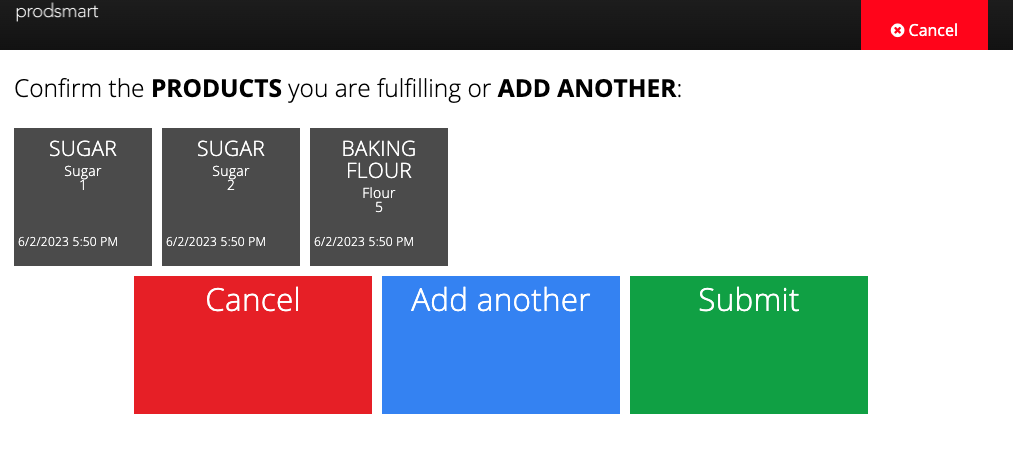 prodsmart
Cancel
Confirm the PRODUCTS you are fulfilling or ADD ANOTHER:
SUGAR
Sugar
1
6/2/2023 5:50 PM
SUGAR
Sugar
2
6/2/2023 5:50 PM
BAKING
FLOUR
Flour
5
6/2/2023 5:50 PM
Cancel
Add another
Submit